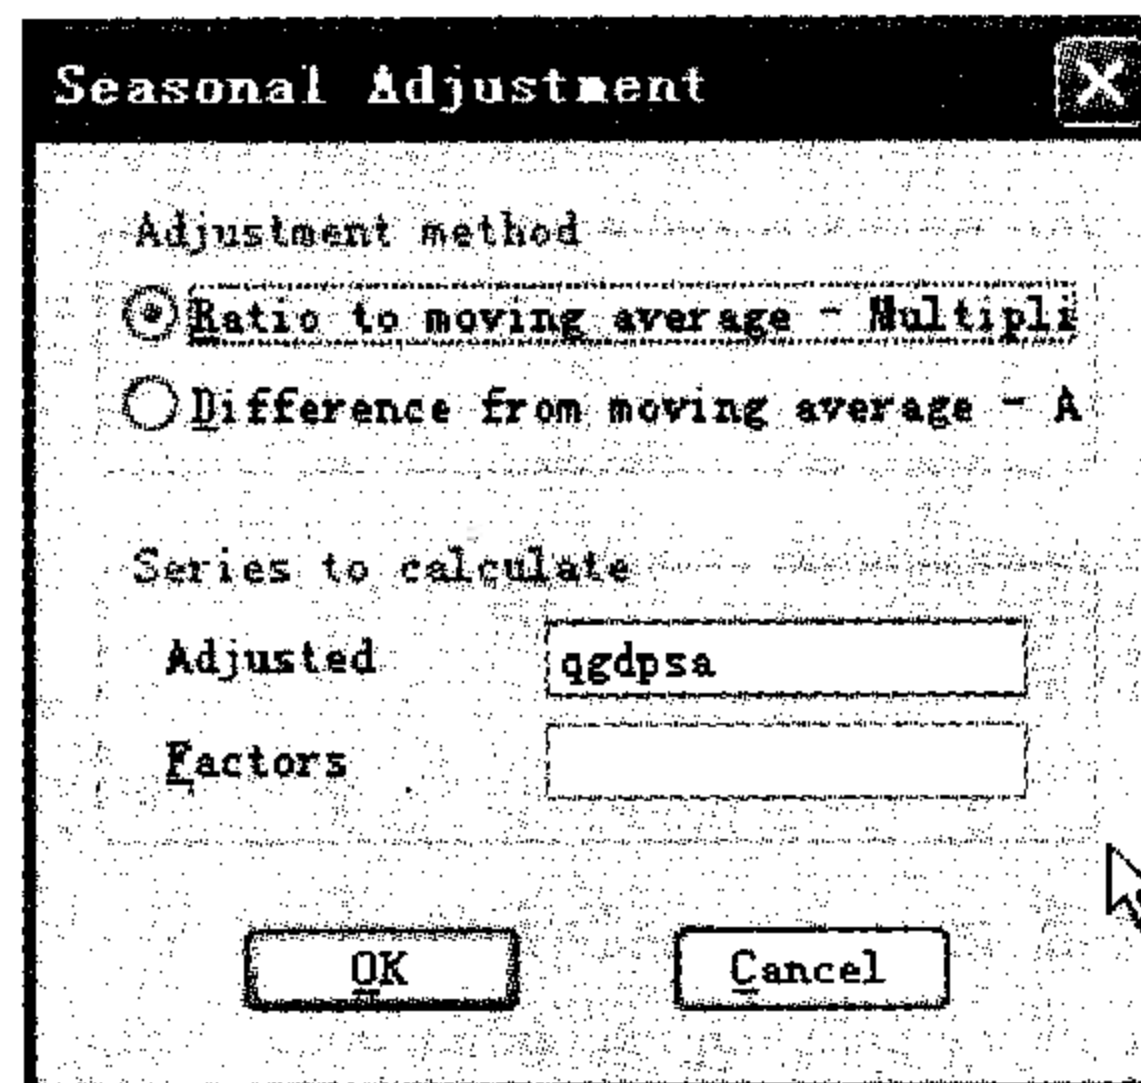 Seasonal Adjustment
Adjustment method
Ratio to moving average - Multipli
Difference from moving average - A
Series to calculate
Adjusted qgdpsa
Factors
OK Cancel